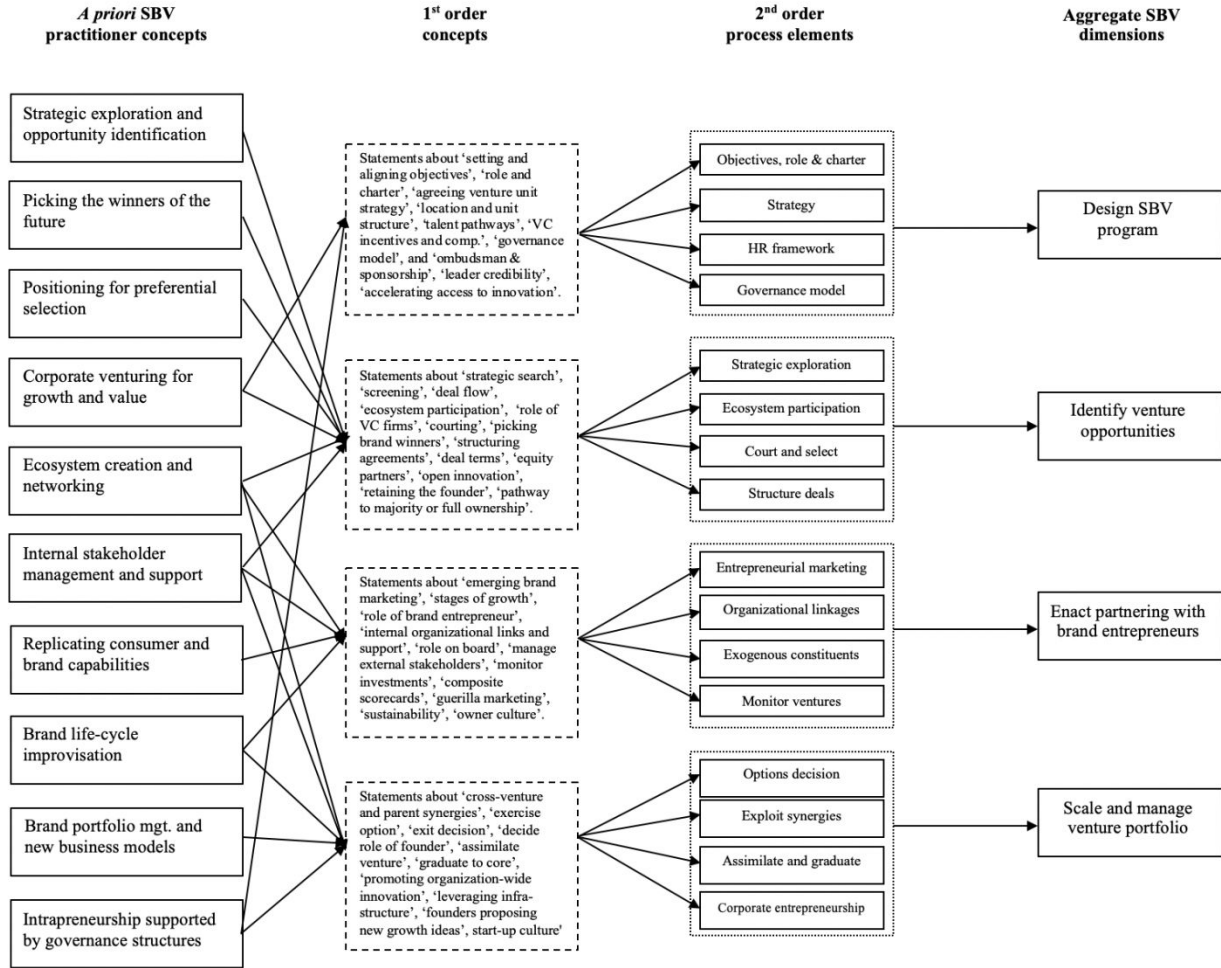 A priori SBV
practitioner concepts
1st order
concepts
2nd order
process elements
Aggregate SBV
dimensions
Strategic exploration and
opportunity identification
Picking the winners of the
future
Positioning for preferential
selection
Corporate venturing for
growth and value
Ecosystem creation and
networking
Internal stakeholder
management and support
Replicating consumer and
brand capabilities
Brand life-cycle
improvisation
Brand portfolio mgt. and
new business models
Intrapreneurship supported
by governance structures
Statements about ‘setting and
aligning objectives’, ‘role and
charter’, ‘agreeing venture unit
strategy’, ‘location and unit
structure’, ‘talent pathways’, ‘VC
incentives and comp.’, ‘governance
model’, and ‘ombudsman &
sponsorship’, ‘leader credibility’,
‘accelerating access to innovation’.
Statements about ‘strategic search’,
‘screening’, ‘deal flow’,
‘ecosystem participation’, ‘role of
VC firms’, ‘courting’, ‘picking
brand winners’, ‘structuring
agreements’, ‘deal terms’, ‘equity
partners’, ‘open innovation’,
‘retaining the founder’, ‘pathway
to majority or full ownership’.
Statements about ‘emerging brand
marketing’, ‘stages of growth’,
‘role of brand entrepreneur’,
‘internal organizational links and
support’, ‘role on board’, ‘manage
external stakeholders’, ‘monitor
investments’, ‘composite
scorecards’, ‘guerilla marketing’,
‘sustainability’, ‘owner culture’.
Statements about ‘cross-venture
and parent synergies’, ‘exercise
option’, ‘exit decision’, ‘decide
role of founder’, ‘assimilate
venture’, ‘graduate to core’,
‘promoting organization-wide
innovation’, ‘leveraging infra-
structure’, ‘founders proposing
new growth ideas’, start-up culture’
Objectives, role & charter
Strategy
HR framework
Governance model
Strategic exploration
Ecosystem participation
Court and select
Structure deals
Entrepreneurial marketing
Organizational linkages
Exogenous constituents
Monitor ventures
Options decision
Exploit synergies
Assimilate and graduate
Corporate entrepreneurship
Design SBV
program
Identify venture
opportunities
Enact partnering with
brand entrepreneurs
Scale and manage
venture portfolio